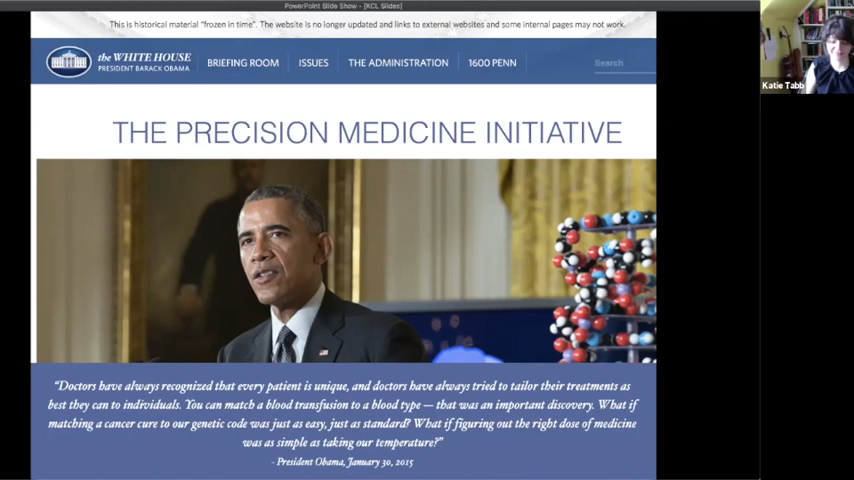 PowerPoint Slide Show - [KCL Slides]
This is historical material "frozen in time". The website is no longer updated and links to external websites and some internal pages may not work.
the WHITE HOUSE
PRESIDENT BARACK OBAMA
BRIEFING ROOM
ISSUES
THE ADMINISTRATION
1600 PENN
Search
Katie Tabb
THE PRECISION MEDICINE INITIATIVE
“Doctors have always recognized that every patient is unique, and doctors have always tried to tailor their treatments as
best they can to individuals. You can match a blood transfusion to a blood type — that was an important discovery. What if
matching a cancer cure to our genetic code was just as easy, just as standard? What if figuring out the right dose of medicine
was as simple as taking our temperature?”
- President Obama, January 30, 2015